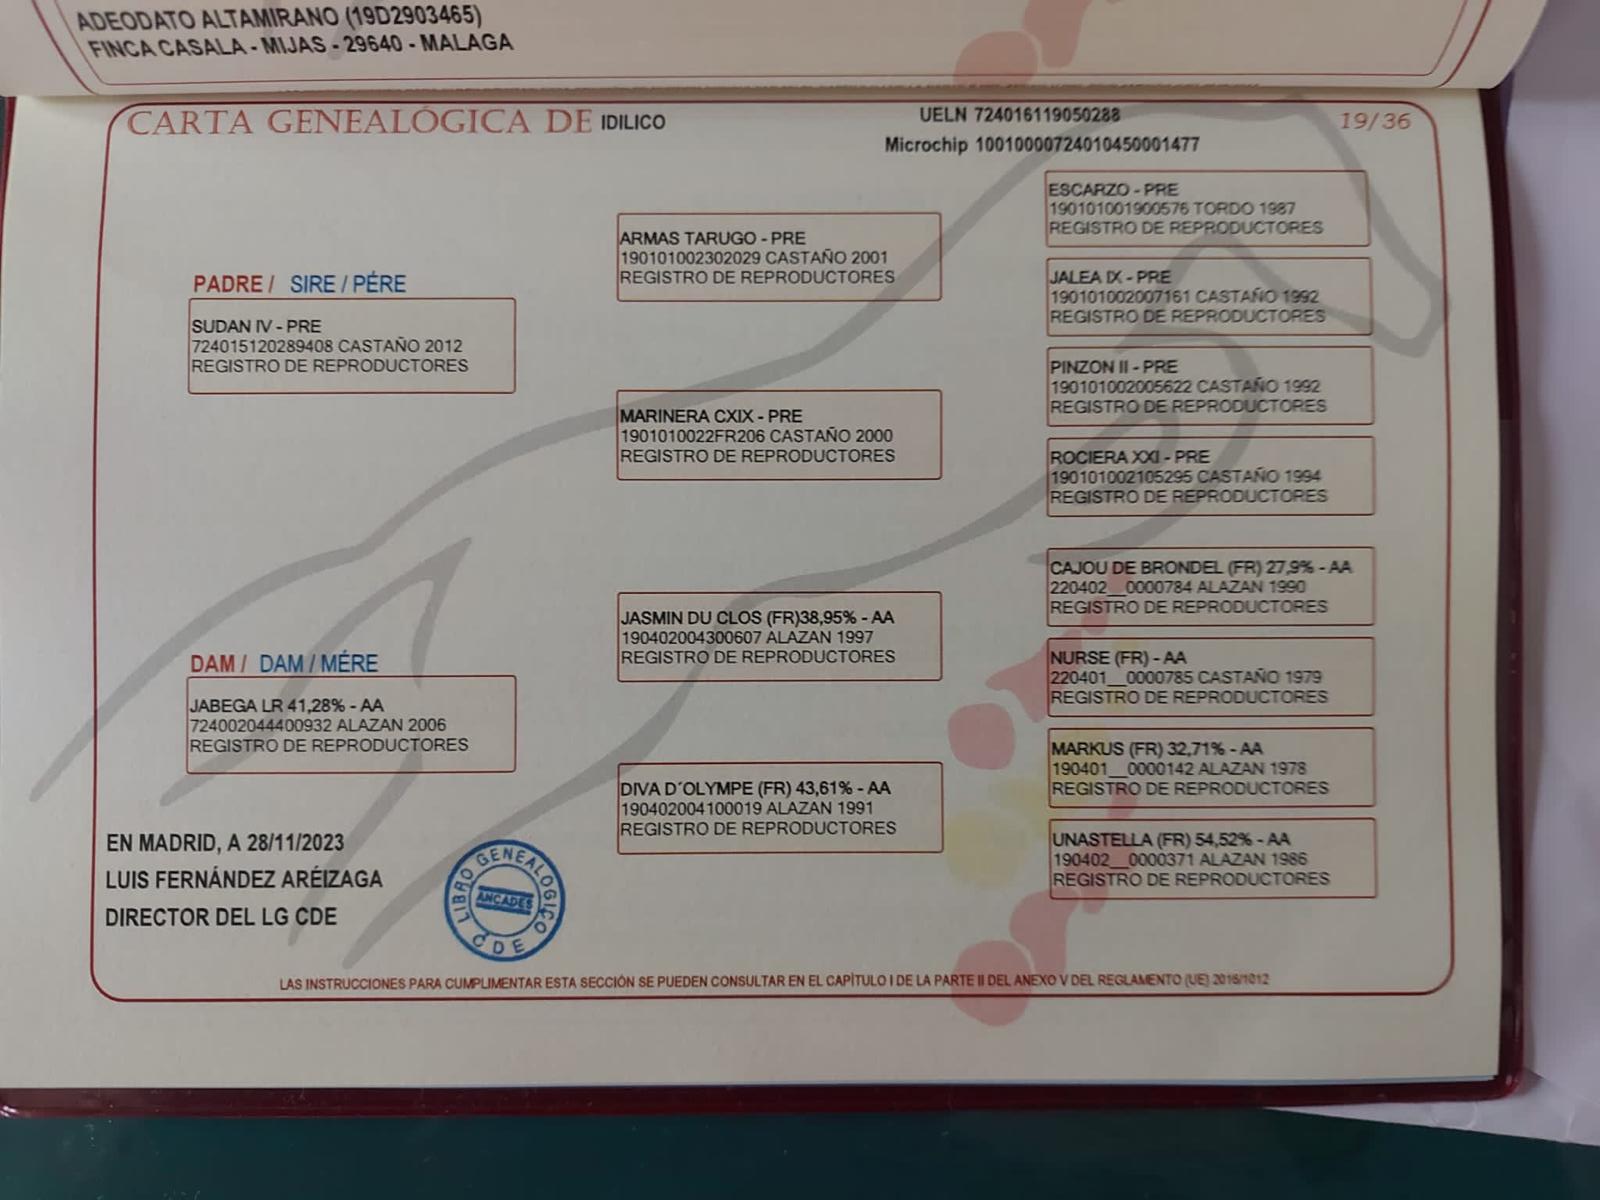 ADEODATO ALTAMIRANO (19D2903465)
FINCA CASALA - MIJAS - 29640 - MALAGA
CARTA GENEALÓGICA DE IDILICO
UELN 724016119050288
Microchip 10010000724010450001477
19/36
PADRE / SIRE / PÉRE
SUDAN IV - PRE
724015120289408 CASTAÑO 2012
REGISTRO DE REPRODUCTORES
ARMAS TARUGO - PRE
190101002302029 CASTAÑO 2001
REGISTRO DE REPRODUCTORES
MARINERA CXIX - PRE
1901010022FR206 CASTAÑO 2000
REGISTRO DE REPRODUCTORES
ESCARZO - PRE
190101001900576 TORDO 1987
REGISTRO DE REPRODUCTORES
JALEA IX - PRE
190101002007161 CASTAÑO 1992
REGISTRO DE REPRODUCTORES
PINZON II - PRE
190101002005622 CASTAÑO 1992
REGISTRO DE REPRODUCTORES
ROCIERA XXI - PRE
190101002105295 CASTAÑO 1994
REGISTRO DE REPRODUCTORES
DAM / DAM / MÉRE
JABEGA LR 41,28% - AA
724002044400932 ALAZAN 2006
REGISTRO DE REPRODUCTORES
JASMIN DU CLOS (FR)38,95% - AA
190402004300607 ALAZAN 1997
REGISTRO DE REPRODUCTORES
DIVA D´OLYMPE (FR) 43,61% - AA
190402004100019 ALAZAN 1991
REGISTRO DE REPRODUCTORES
CAJOU DE BRONDEL (FR) 27,9% - AA
220402__0000784 ALAZAN 1990
REGISTRO DE REPRODUCTORES
NURSE (FR) - AA
220401__0000785 CASTAÑO 1979
REGISTRO DE REPRODUCTORES
MARKUS (FR) 32,71% - AA
190401__0000142 ALAZAN 1978
REGISTRO DE REPRODUCTORES
UNASTELLA (FR) 54,52% - AA
190402__0000371 ALAZAN 1986
REGISTRO DE REPRODUCTORES
EN MADRID, A 28/11/2023
LUIS FERNÁNDEZ ARÉIZAGA
DIRECTOR DEL LG CDE
LIBRO GENEALOGICO
ANCADES
CDE
LAS INSTRUCCIONES PARA CUMPLIMENTAR ESTA SECCIÓN SE PUEDEN CONSULTAR EN EL CAPÍTULO I DE LA PARTE II DEL ANEXO V DEL REGLAMENTO (UE) 2016/1012